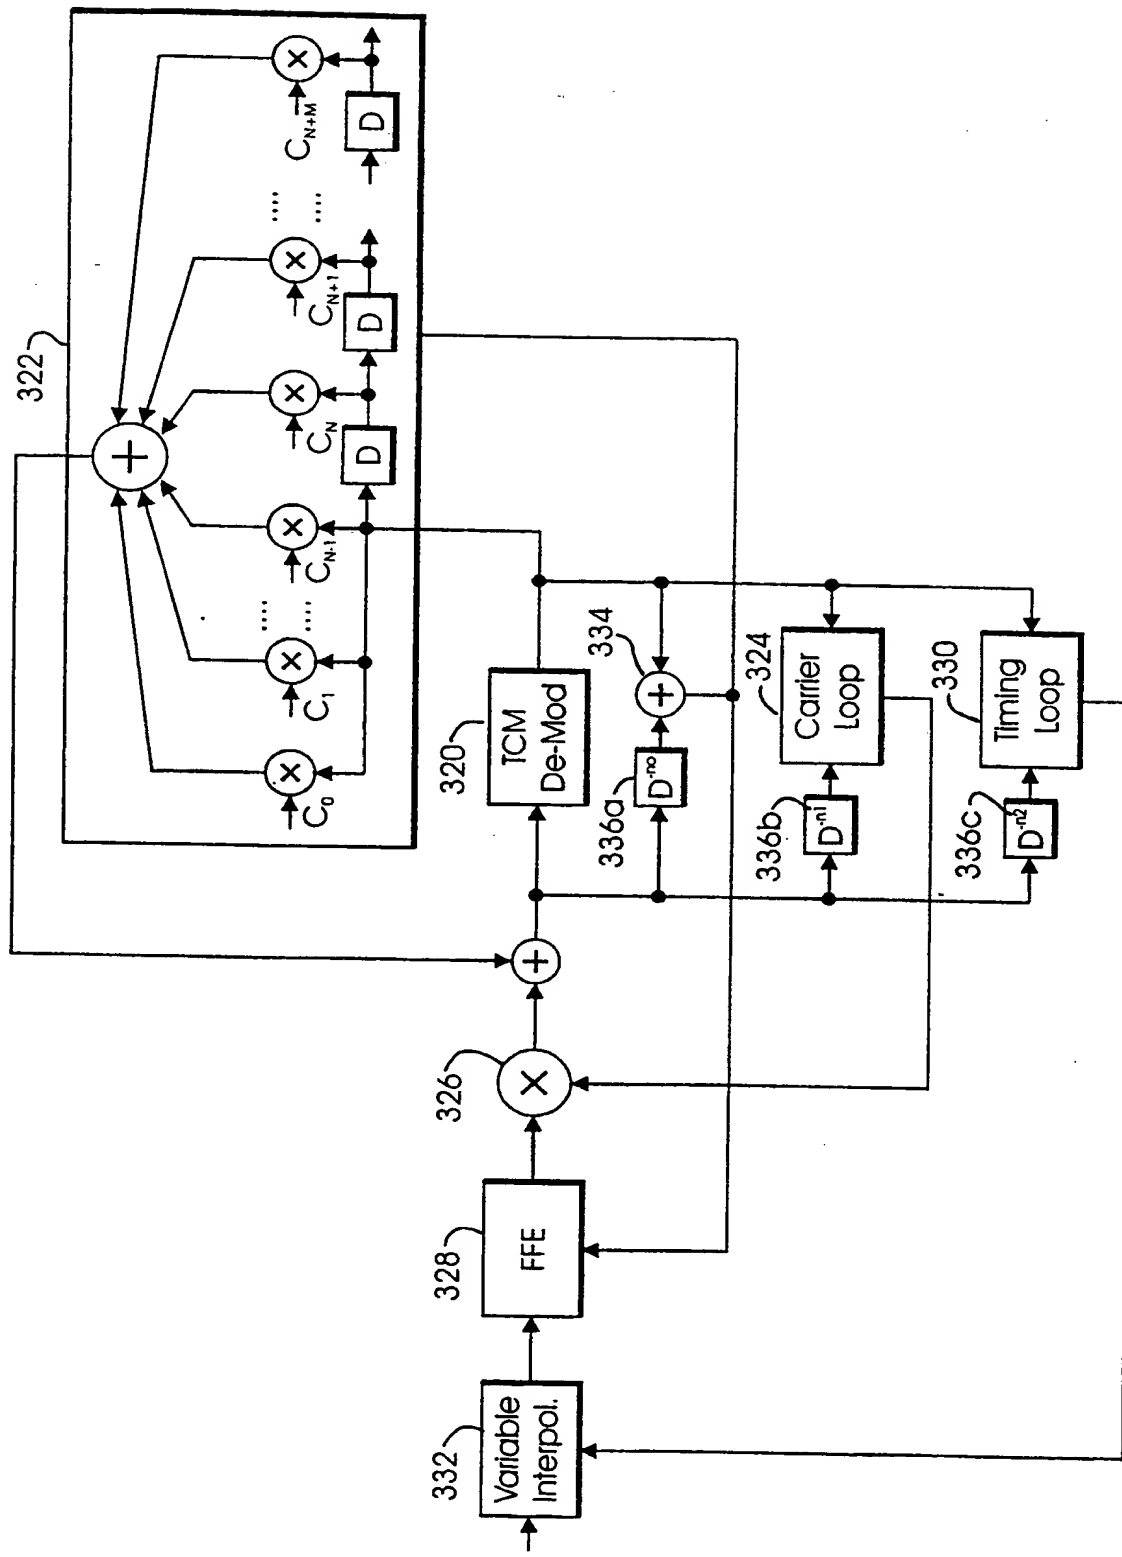 322
C0
C1
....
....
CN-1
CN
CN+1
....
....
CN+M
×
×
×
×
×
×
+
D
D
D
332
Variable
Interpol.
328
FFE
326
×
+
320
TCM
De-Mod
336a
D-no
334
+
336b
D-n1
324
Carrier
Loop
336c
D-n2
330
Timing
Loop